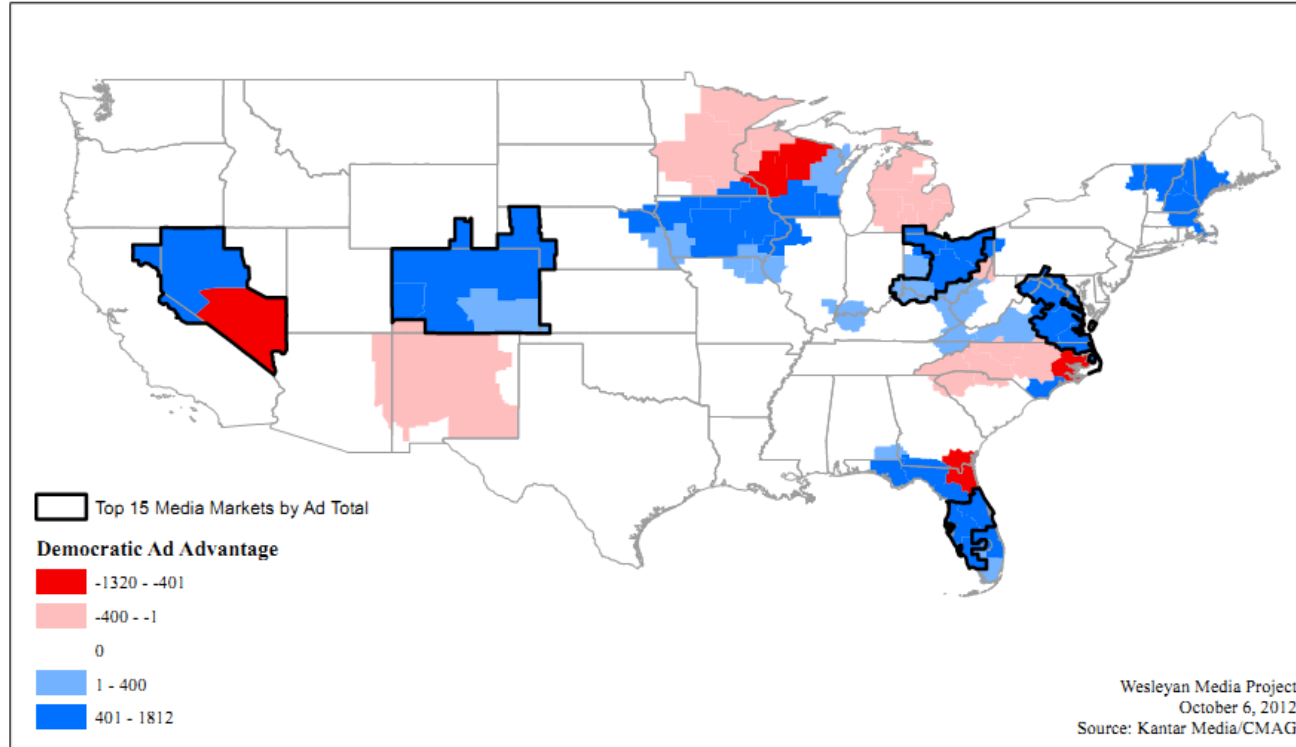 Top 15 Media Markets by Ad Total
Democratic Ad Advantage
-1320 - -401
-400 - -1
0
1 - 400
401 - 1812
Wesleyan Media Project
October 6, 2012
Source: Kantar Media/CMAG